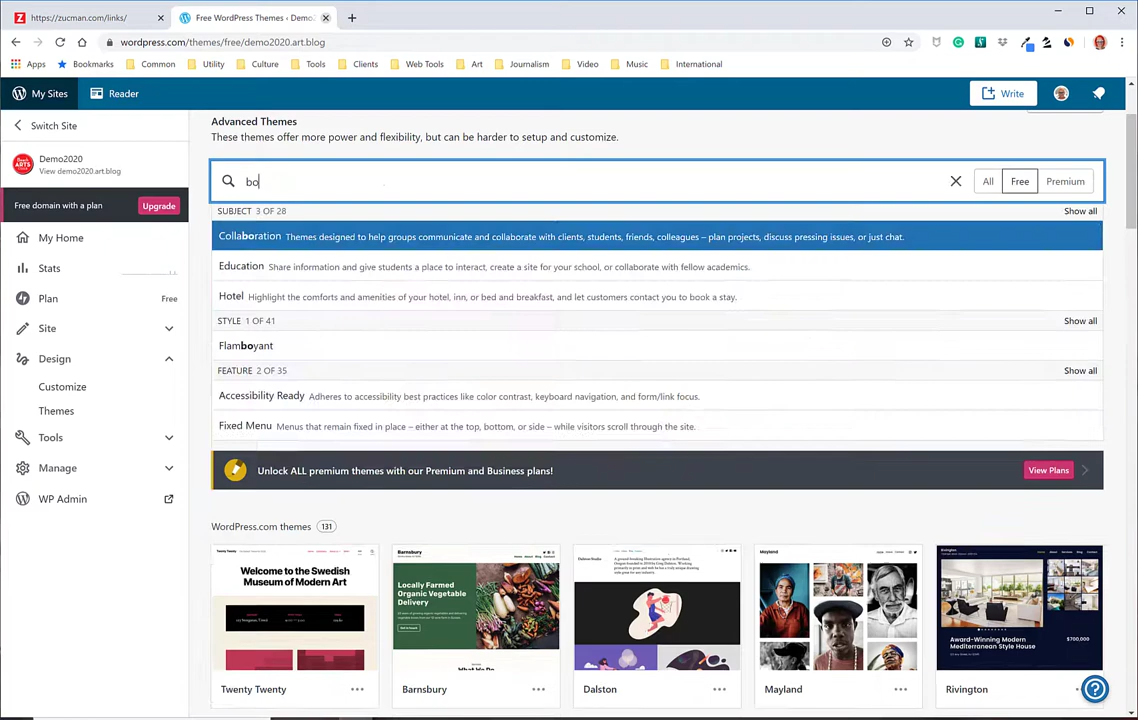 https://zucman.com/links/
Free WordPress Themes ‹ Demo2
wordpress.com/themes/free/demo2020.art.blog
Apps Bookmarks Common Utility Culture Tools Clients Web Tools Art Journalism Video Music International
My Sites Reader Write
Switch Site
Demo2020
View demo2020.art.blog
Free domain with a plan Upgrade
My Home
Stats
Plan Free
Site
Design
Customize
Themes
Tools
Manage
WP Admin
Advanced Themes
These themes offer more power and flexibility, but can be harder to setup and customize.
bo All Free Premium
SUBJECT 3 OF 28 Show all
Collaboration Themes designed to help groups communicate and collaborate with clients, students, friends, colleagues – plan projects, discuss pressing issues, or just chat.
Education Share information and give students a place to interact, create a site for your school, or collaborate with fellow academics.
Hotel Highlight the comforts and amenities of your hotel, inn, or bed and breakfast, and let customers contact you to book a stay.
STYLE 1 OF 41 Show all
Flamboyant
FEATURE 2 OF 35 Show all
Accessibility Ready Adheres to accessibility best practices like color contrast, keyboard navigation, and form/link focus.
Fixed Menu Menus that remain fixed in place – either at the top, bottom, or side – while visitors scroll through the site.
Unlock ALL premium themes with our Premium and Business plans! View Plans
WordPress.com themes 131
Twenty Twenty
Welcome to the Swedish
Museum of Modern Art
Barnsbury
Locally Farmed
Organic Vegetable
Delivery
Dalston Studio
Mayland
Rivington
Award-Winning Modern
Mediterranean Style House
$700,000
Twenty Twenty Barnsbury Dalston Mayland Rivington